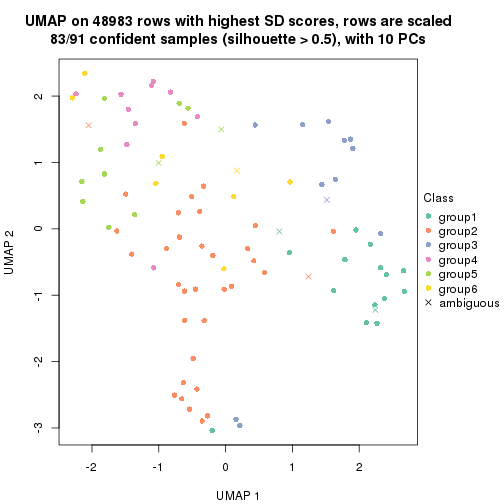 UMAP on 48983 rows with highest SD scores, rows are scaled
83/91 confident samples (silhouette > 0.5), with 10 PCs
2
1
0
-1
-2
-3
UMAP 2
-2
-1
0
1
2
UMAP 1
Class
group1
group2
group3
group4
group5
group6
ambiguous